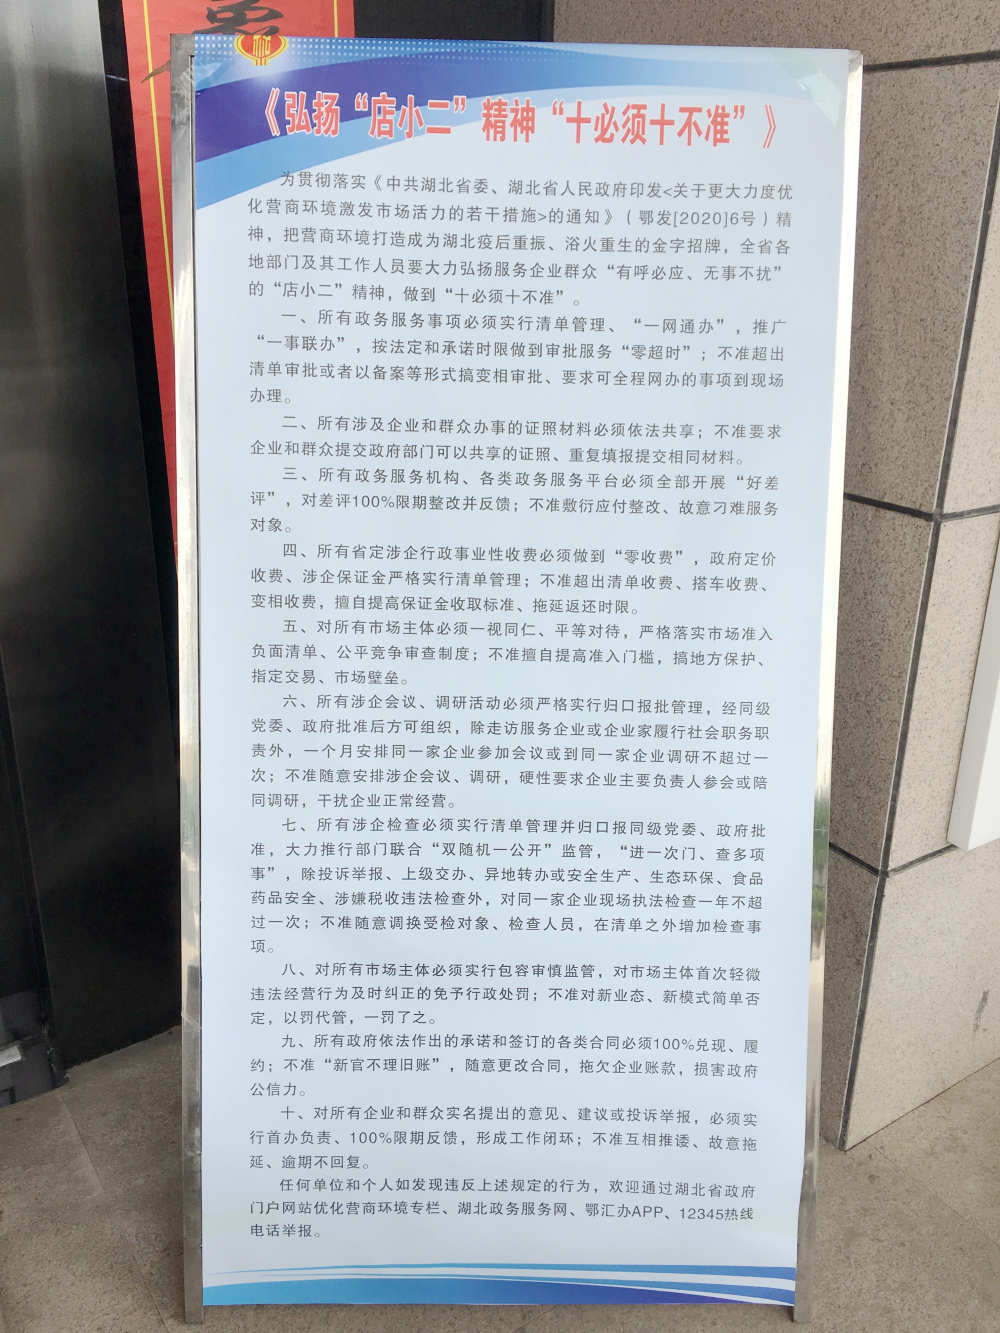 《弘扬“店小二”精神“十必须十不准”》
为贯彻落实《中共湖北省委、湖北省人民政府印发<关于更大力度优
化营商环境激发市场活力的若干措施>的通知》（鄂发[2020]6号）精
神，把营商环境打造成为湖北疫后重振、浴火重生的金字招牌，全省各
地部门及其工作人员要大力弘扬服务企业群众“有呼必应、无事不扰”
的“店小二”精神，做到“十必须十不准”。
一、所有政务服务事项必须实行清单管理、“一网通办”，推广
“一事联办”，按法定和承诺时限做到审批服务“零超时”；不准超出
清单审批或者以备案等形式搞变相审批、要求可全程网办的事项到现场
办理。
二、所有涉及企业和群众办事的证照材料必须依法共享；不准要求
企业和群众提交政府部门可以共享的证照、重复填报提交相同材料。
三、所有政务服务机构、各类政务服务平台必须全部开展“好差
评”，对差评100%限期整改并反馈；不准敷衍应付整改、故意刁难服务
对象。
四、所有省定涉企行政事业性收费必须做到“零收费”，政府定价
收费、涉企保证金严格实行清单管理；不准超出清单收费、搭车收费、
变相收费，擅自提高保证金收取标准、拖延返还时限。
五、对所有市场主体必须一视同仁、平等对待，严格落实市场准入
负面清单、公平竞争审查制度；不准擅自提高准入门槛，搞地方保护、
指定交易、市场壁垒。
六、所有涉企会议、调研活动必须严格实行归口报批管理，经同级
党委、政府批准后方可组织，除走访服务企业或企业家履行社会职务职
责外，一个月安排同一家企业参加会议或到同一家企业调研不超过一
次；不准随意安排涉企会议、调研，硬性要求企业主要负责人参会或陪
同调研，干扰企业正常经营。
七、所有涉企检查必须实行清单管理并归口报同级党委、政府批
准，大力推行部门联合“双随机一公开”监管，“进一次门、查多项
事”，除投诉举报、上级交办、异地转办或安全生产、生态环保、食品
药品安全、涉嫌税收违法检查外，对同一家企业现场执法检查一年不超
过一次；不准随意调换受检对象、检查人员，在清单之外增加检查事
项。
八、对所有市场主体必须实行包容审慎监管，对市场主体首次轻微
违法经营行为及时纠正的免予行政处罚；不准对新业态、新模式简单否
定，以罚代管，一罚了之。
九、所有政府依法作出的承诺和签订的各类合同必须100%兑现、履
约；不准“新官不理旧账”，随意更改合同，拖欠企业账款，损害政府
公信力。
十、对所有企业和群众实名提出的意见、建议或投诉举报，必须实
行首办负责、100%限期反馈，形成工作闭环；不准互相推诿、故意拖
延、逾期不回复。
任何单位和个人如发现违反上述规定的行为，欢迎通过湖北省政府
门户网站优化营商环境专栏、湖北政务服务网、鄂汇办APP、12345热线
电话举报。